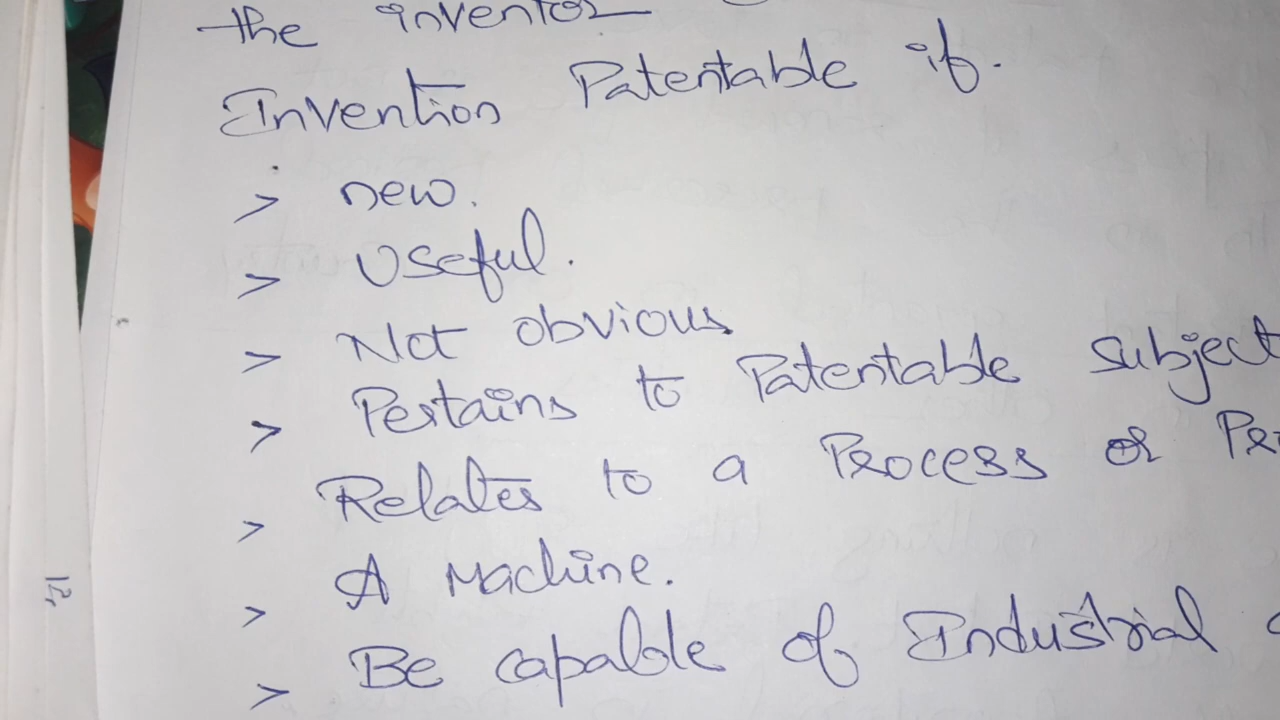 the inventor
Invention Patentable if.
> new.
> Useful.
> Not obvious
> Pertains to Patentable subject
> Relates to a Process or
> A Machine.
> Be capable of Industrial
12,